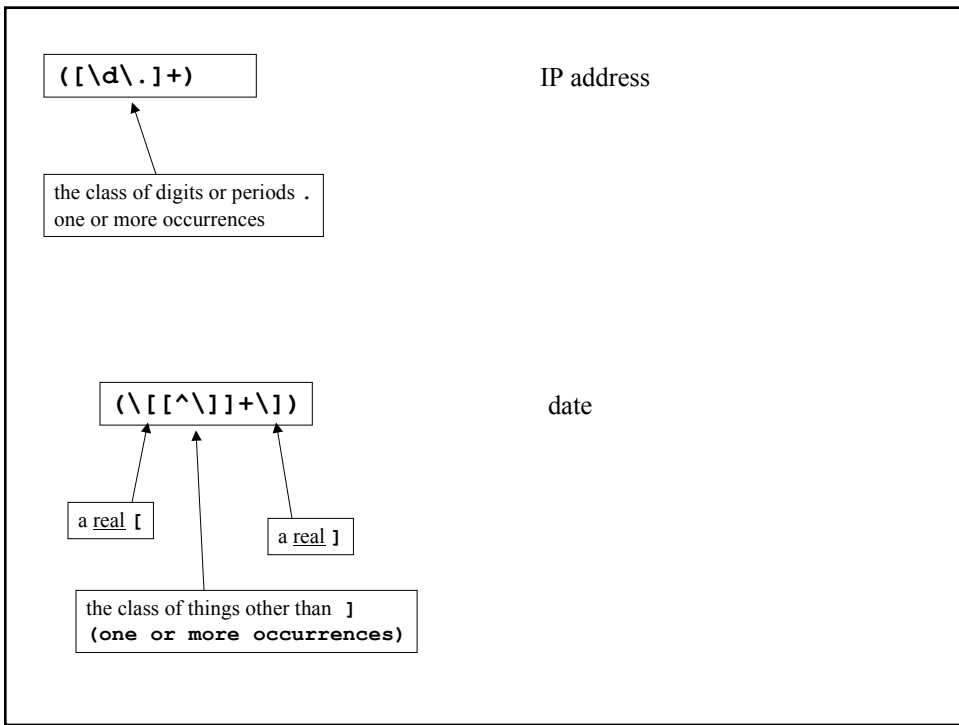 ([\d\.]+)
IP address
the class of digits or periods .
one or more occurrences
(\[[^\]]+\])
date
a real [
a real ]
the class of things other than ]
(one or more occurrences)